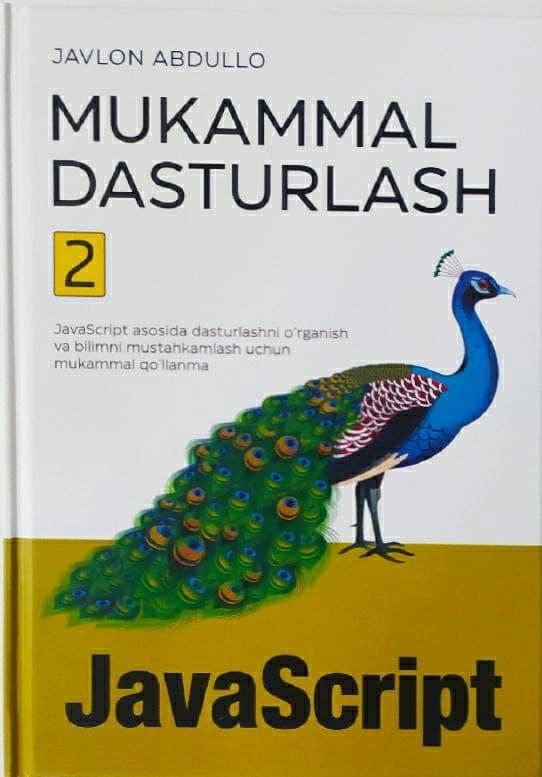 JAVLON ABDULLO
MUKAMMAL
DASTURLASH
2
JavaScript asosida dasturlashni o'rganish
va bilimni mustahkamlash uchun
mukammal qo'llanma
JavaScript